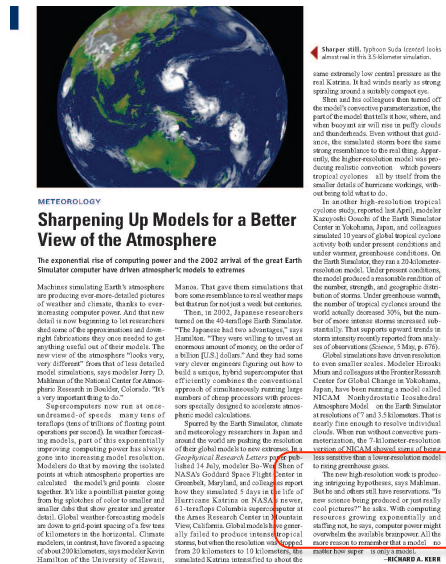 Sharper still. Typhoon Suda (center) looks
almost real in this 3.5-kilometer simulation.
METEOROLOGY
Sharpening Up Models for a Better
View of the Atmosphere
The exponential rise of computing power and the 2002 arrival of the great Earth
Simulator computer have driven atmospheric models to extremes
Machines simulating Earth's atmosphere
are producing ever-more-detailed pictures
of weather and climate, thanks to ever-
increasing computer power. And that new
detail is now beginning to let researchers
shed some of the approximations and down-
right fabrications they once needed to get
anything useful out of their models. The
new view of the atmosphere "looks very,
very different" from that of less detailed
model simulations, says modeler Jerry D.
Mahlman of the National Center for Atmos-
pheric Research in Boulder, Colorado. "It's
a very important thing to do."
Supercomputers now run at once-
undreamed-of speeds many tens of
teraflops (tens of trillions of floating point
operations per second). In weather forecast-
ing models, part of this exponentially
improving computing power has always
gone into increasing model resolution.
Modelers do that by moving the isolated
points at which atmospheric properties are
calculated the model's grid points closer
together. It's like a pointillist painter going
from big splotches of color to smaller and
smaller dabs that show greater and greater
detail. Global weather-forecasting models
are down to grid-point spacing of a few tens
of kilometers in the horizontal. Climate
modelers, in contrast, have favored a spacing
of about 200 kilometers, says modeler Kevin
Hamilton of the University of Hawaii,
Manoa. That gave them simulations that
bore some resemblance to real weather maps
but that run for not just a week but centuries.
Then, in 2002, Japanese researchers
turned on the 40-teraflops Earth Simulator.
"The Japanese had two advantages," says
Hamilton. "They were willing to invest an
enormous amount of money, on the order of
a billion [U.S.] dollars." And they had some
very clever engineers figuring out how to
build a unique, hybrid supercomputer that
efficiently combines the conventional
approach of simultaneously running large
numbers of cheap processors with proces-
sors specially designed to accelerate atmos-
pheric model calculations.
Spurred by the Earth Simulator, climate
and meteorology researchers in Japan and
around the world are pushing the resolution
of their global models to new extremes. In a
Geophysical Research Letters paper pub-
lished 14 July, modeler Bo-Wen Shen of
NASA's Goddard Space Flight Center in
Greenbelt, Maryland, and colleagues report
how they simulated 5 days in the life of
Hurricane Katrina on NASA's newer,
61-teraflops Columbia supercomputer at
the Ames Research Center in Mountain
View, California. Global models have gener-
ally failed to produce intense tropical
storms, but when the resolution was dropped
from 20 kilometers to 10 kilometers, the
simulated Katrina intensified to about the
same extremely low central pressure as the
real Katrina. It had winds nearly as strong
spiraling around a suitably compact eye.
Shen and his colleagues then turned off
the model's convective parameterization, the
part of the model that tells it how, where, and
when buoyant air will rise in puffy clouds
and thunderheads. Even without that guid-
ance, the simulated storm bore the same
strong resemblance to the real thing. Appar-
ently, the higher-resolution model was pro-
ducing realistic convection which powers
tropical cyclones all by itself from the
smaller details of hurricane workings, with-
out being told what to do.
In another high-resolution tropical
cyclone study, reported last April, modeler
Kazuyoshi Oouchi of the Earth Simulator
Center in Yokohama, Japan, and colleagues
simulated 10 years of global tropical cyclone
activity both under present conditions and
under warmer, greenhouse conditions. On
the Earth Simulator, they ran a 20-kilometer-
resolution model. Under present conditions,
the model produced a reasonable rendition of
the number, strength, and geographic distri-
bution of storms. Under greenhouse warmth,
the number of tropical cyclones around the
world actually decreased 30%, but the num-
ber of more intense storms increased sub-
stantially. That supports upward trends in
storm intensity recently reported from analy-
ses of observations (Science, 5 May, p. 676).
Global simulations have driven resolution
to even smaller scales. Modeler Hiroaki
Miura and colleagues at the Frontier Research
Center for Global Change in Yokohama,
Japan, have been running a model called
NICAM Nonhydrostatic Icosahedral
Atmosphere Model on the Earth Simulator
at resolutions of 7 and 3.5 kilometers. That is
nearly fine enough to resolve individual
clouds. When run without convective para-
meterization, the 7-kilometer-resolution
version of NICAM showed signs of being
less sensitive than a lower-resolution model
to rising greenhouse gases.
The new high-resolution work is produc-
ing intriguing hypotheses, says Mahlman.
But he and others still have reservations. "Is
new science being produced or just really
cool pictures?" he asks. With computing
resources growing exponentially and
staffing not, he says, computer power might
overwhelm the available brainpower. All the
more reason to remember that a model no
matter how super is only a model.
–RICHARD A. KERR